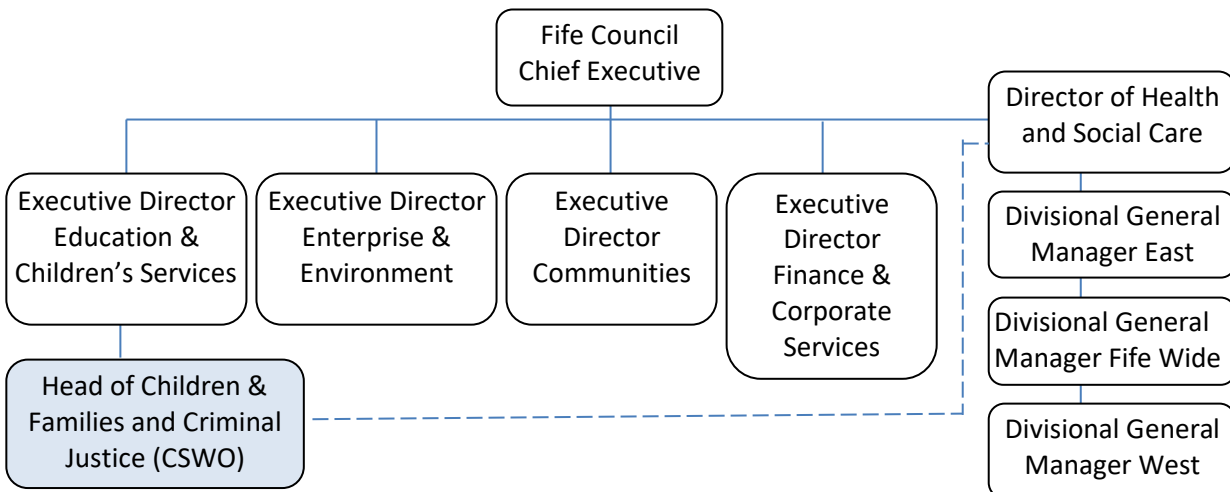 Fife Council
Chief Executive
Director of Health
and Social Care
Executive Director
Education &
Children’s Services
Executive Director
Enterprise &
Environment
Executive
Director
Communities
Executive
Director
Finance &
Corporate
Services
Divisional General
Manager East
Divisional General
Manager Fife Wide
Head of Children &
Families and Criminal
Justice (CSWO)
Divisional General
Manager West